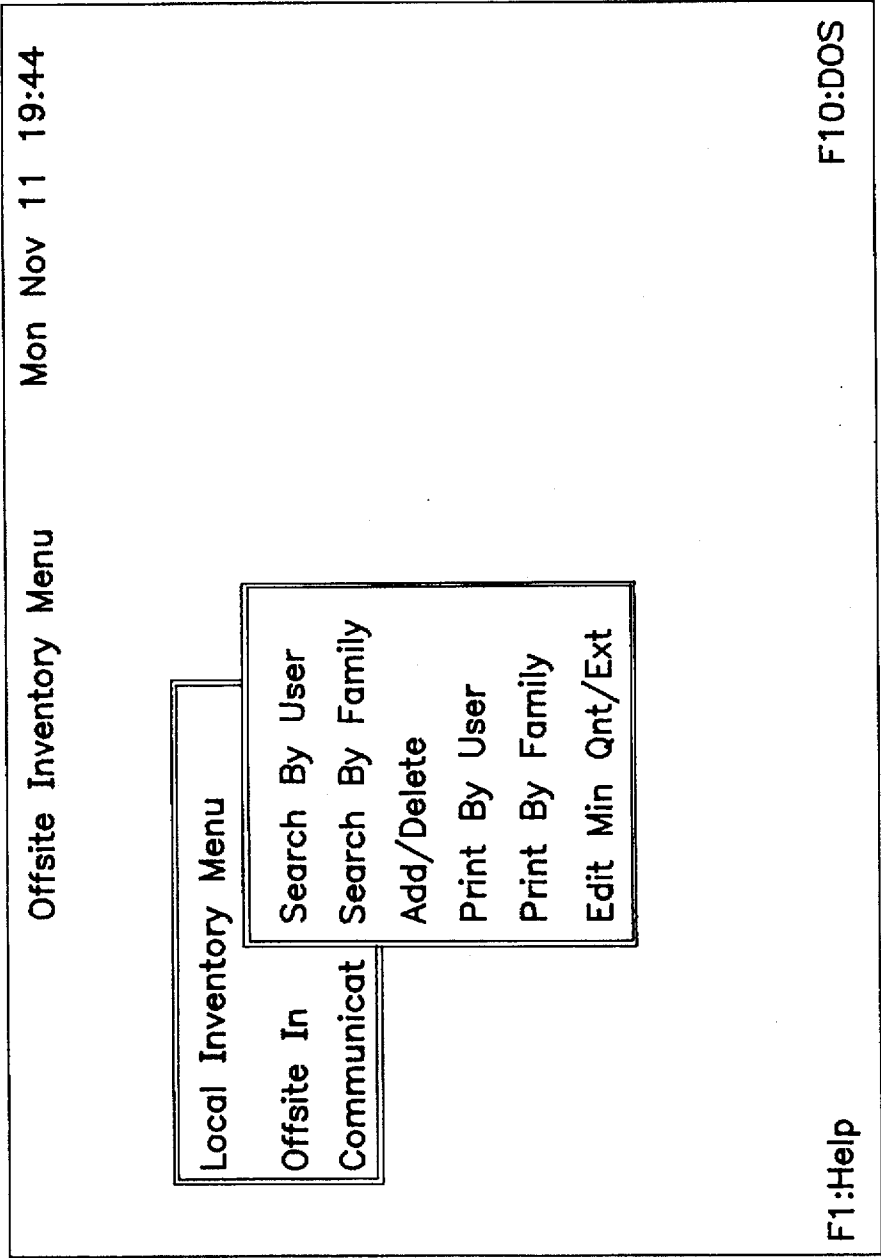 Offsite Inventory Menu Mon Nov 11 19:44
Local Inventory Menu
Offsite In
Communicat
Search By User
Search By Family
Add/Delete
Print By User
Print By Family
Edit Min Qnt/Ext
F1:Help F10:DOS